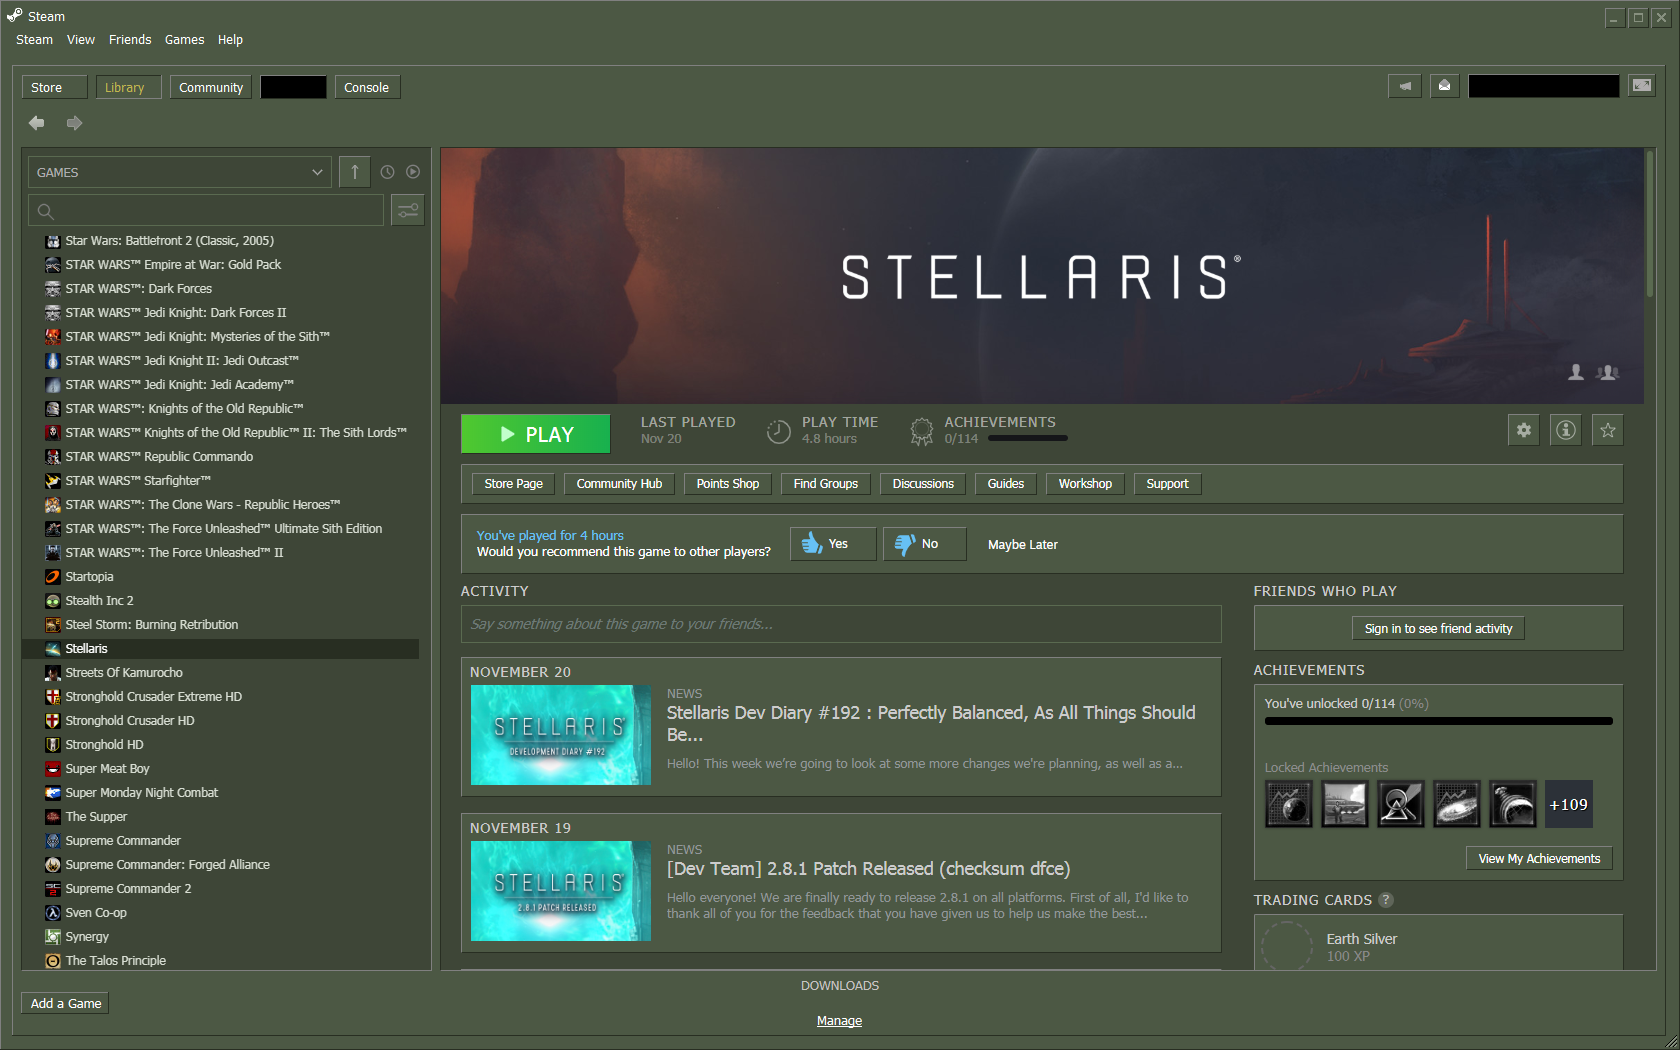 Steam
Steam View Friends Games Help
Store Library Community Console
GAMES
Star Wars: Battlefront 2 (Classic, 2005)
STAR WARS™ Empire at War: Gold Pack
STAR WARS™: Dark Forces
STAR WARS™ Jedi Knight: Dark Forces II
STAR WARS™ Jedi Knight: Mysteries of the Sith™
STAR WARS™ Jedi Knight II: Jedi Outcast™
STAR WARS™ Jedi Knight: Jedi Academy™
STAR WARS™: Knights of the Old Republic™
STAR WARS™ Knights of the Old Republic™ II: The Sith Lords™
STAR WARS™ Republic Commando
STAR WARS™ Starfighter™
STAR WARS™: The Clone Wars - Republic Heroes™
STAR WARS™: The Force Unleashed™ Ultimate Sith Edition
STAR WARS™: The Force Unleashed™ II
Startopia
Stealth Inc 2
Steel Storm: Burning Retribution
Stellaris
Streets Of Kamurocho
Stronghold Crusader Extreme HD
Stronghold Crusader HD
Stronghold HD
Super Meat Boy
Super Monday Night Combat
The Supper
Supreme Commander
Supreme Commander: Forged Alliance
Supreme Commander 2
Sven Co-op
Synergy
The Talos Principle
Add a Game
STELLARIS®
PLAY
LAST PLAYED
Nov 20
PLAY TIME
4.8 hours
ACHIEVEMENTS
0/114
Store Page Community Hub Points Shop Find Groups Discussions Guides Workshop Support
You've played for 4 hours
Would you recommend this game to other players?
Yes No Maybe Later
ACTIVITY
Say something about this game to your friends...
NOVEMBER 20
STELLARIS
DEVELOPMENT DIARY #192
NEWS
Stellaris Dev Diary #192 : Perfectly Balanced, As All Things Should
Be...
Hello! This week we're going to look at some more changes we're planning, as well as a...
NOVEMBER 19
STELLARIS
2.8.1 PATCH RELEASED
NEWS
[Dev Team] 2.8.1 Patch Released (checksum dfce)
Hello everyone! We are finally ready to release 2.8.1 on all platforms. First of all, I'd like to
thank all of you for the feedback that you have given us to help us make the best...
FRIENDS WHO PLAY
Sign in to see friend activity
ACHIEVEMENTS
You've unlocked 0/114 (0%)
Locked Achievements
+109
View My Achievements
TRADING CARDS ?
Earth Silver
100 XP
DOWNLOADS
Manage